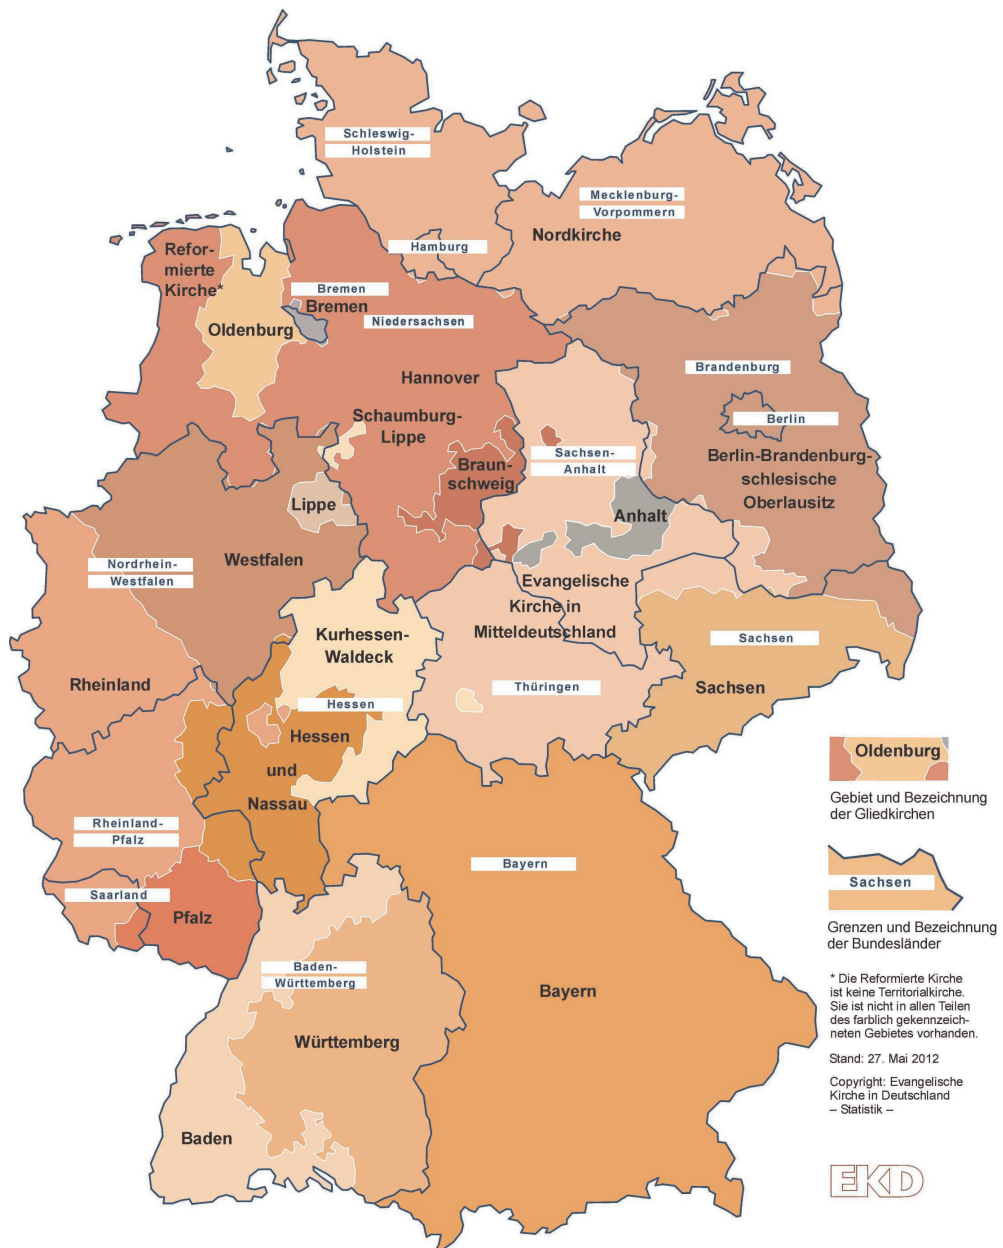 Schleswig-
Holstein
Mecklenburg-
Vorpommern
Nordkirche
Hamburg
Refor-
mierte
Kirche*
Bremen
Bremen
Oldenburg
Niedersachsen
Hannover
Brandenburg
Berlin
Schaumburg-
Lippe
Braun-
schweig
Sachsen-
Anhalt
Berlin-Brandenburg-
schlesische
Oberlausitz
Lippe
Anhalt
Westfalen
Nordrhein-
Westfalen
Evangelische
Kirche in
Mitteldeutschland
Kurhessen-
Waldeck
Sachsen
Rheinland
Thüringen
Sachsen
Hessen
Hessen
und
Nassau
Rheinland-
Pfalz
Bayern
Saarland
Pfalz
Baden-
Württemberg
Bayern
Württemberg
Baden
Oldenburg
Gebiet und Bezeichnung
der Gliedkirchen
Sachsen
Grenzen und Bezeichnung
der Bundesländer
* Die Reformierte Kirche
ist keine Territorialkirche.
Sie ist nicht in allen Teilen
des farblich gekennzeich-
neten Gebietes vorhanden.
Stand: 27. Mai 2012
Copyright: Evangelische
Kirche in Deutschland
– Statistik –
EKD